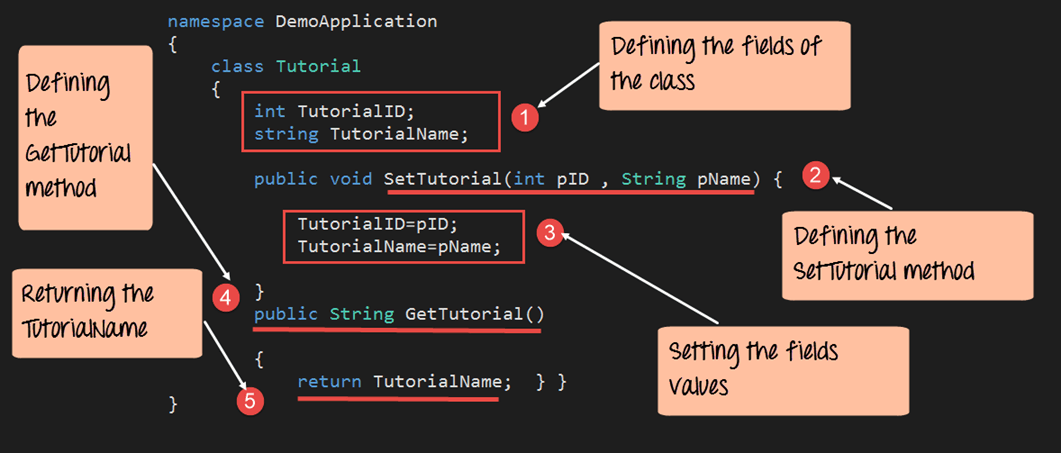 namespace DemoApplication
{
class Tutorial
{
int TutorialID;
string TutorialName;
public void SetTutorial(int pID , String pName) {
TutorialID=pID;
TutorialName=pName;
}
public String GetTutorial()
{
return TutorialName;  } }
}
Defining the fields of
the class
1
2
Defining the
SetTutorial method
3
Setting the fields
values
Defining
the
GetTutorial
method
4
Returning the
TutorialName
5